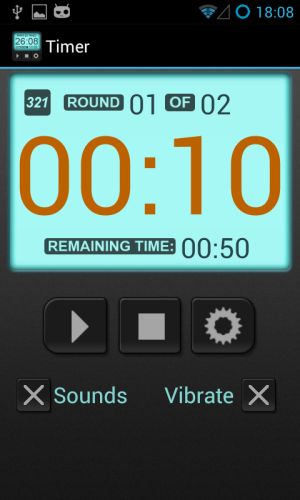 18:08
26:08
Timer
321 ROUND 01 OF 02
00:10
REMAINING TIME: 00:50
Sounds Vibrate